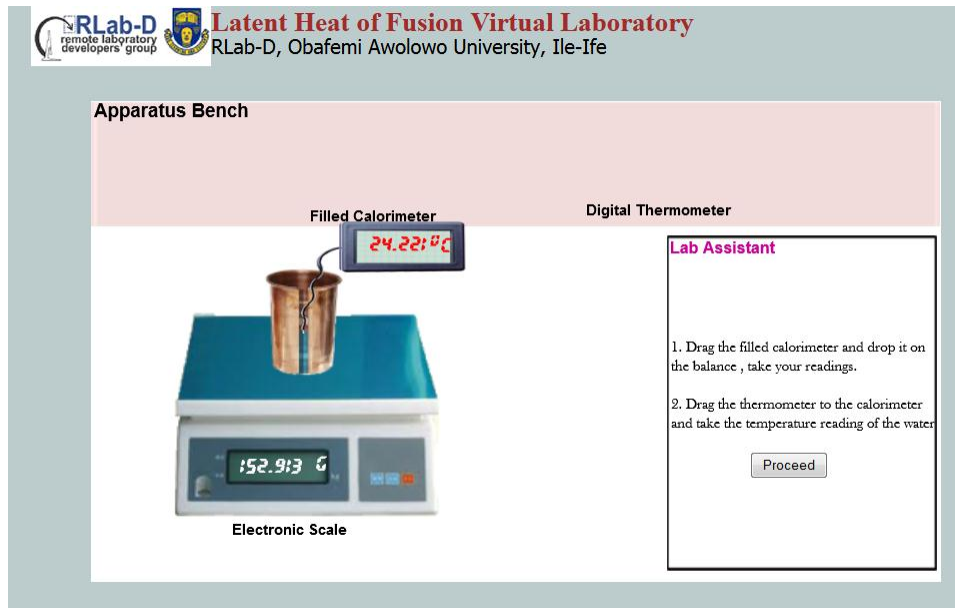 RLab-D
remote laboratory
developers' group
Latent Heat of Fusion Virtual Laboratory
RLab-D, Obafemi Awolowo University, Ile-Ife
Apparatus Bench
Filled Calorimeter
Digital Thermometer
24.221°C
Lab Assistant
1. Drag the filled calorimeter and drop it on
the balance , take your readings.
2. Drag the thermometer to the calorimeter
and take the temperature reading of the water
Proceed
152.913 G
Electronic Scale